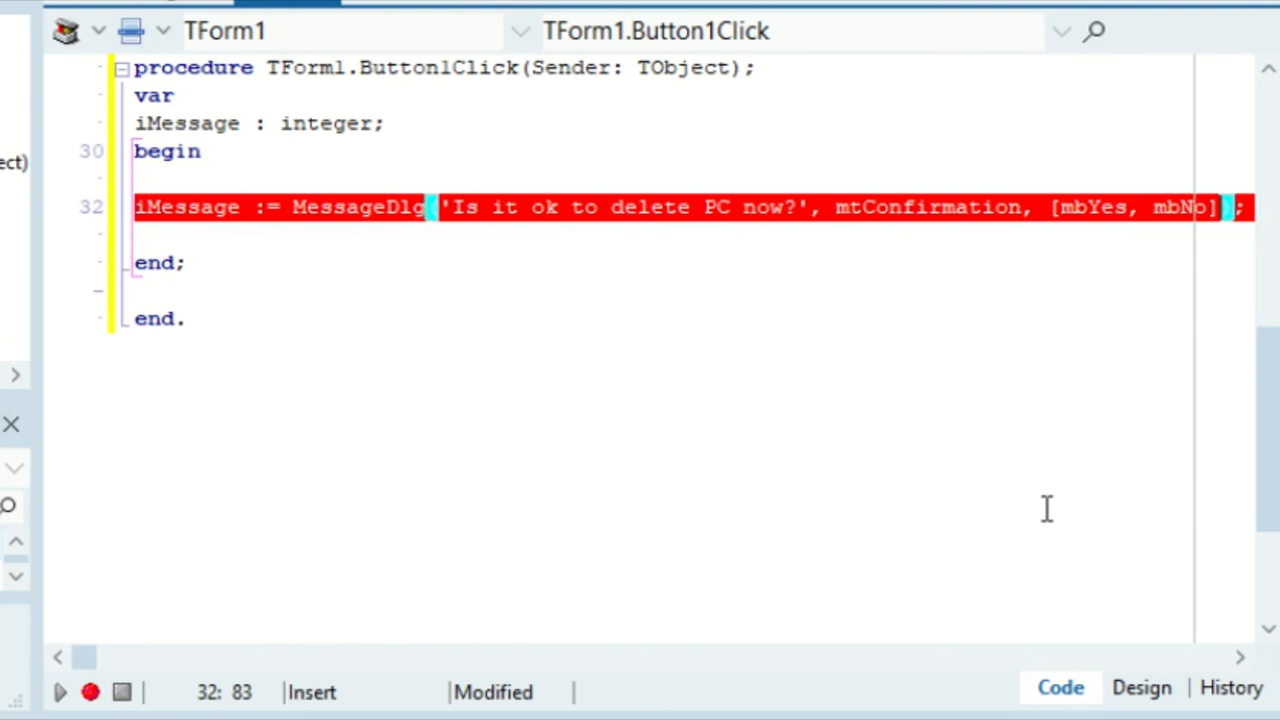 TForm1
TForm1.Button1Click
procedure TForm1.Button1Click(Sender: TObject);
var
iMessage : integer;
30 begin
ect)
32 iMessage := MessageDlg('Is it ok to delete PC now?', mtConfirmation, [mbYes, mbNo]);
end;
end.
32: 83 Insert Modified Code Design History